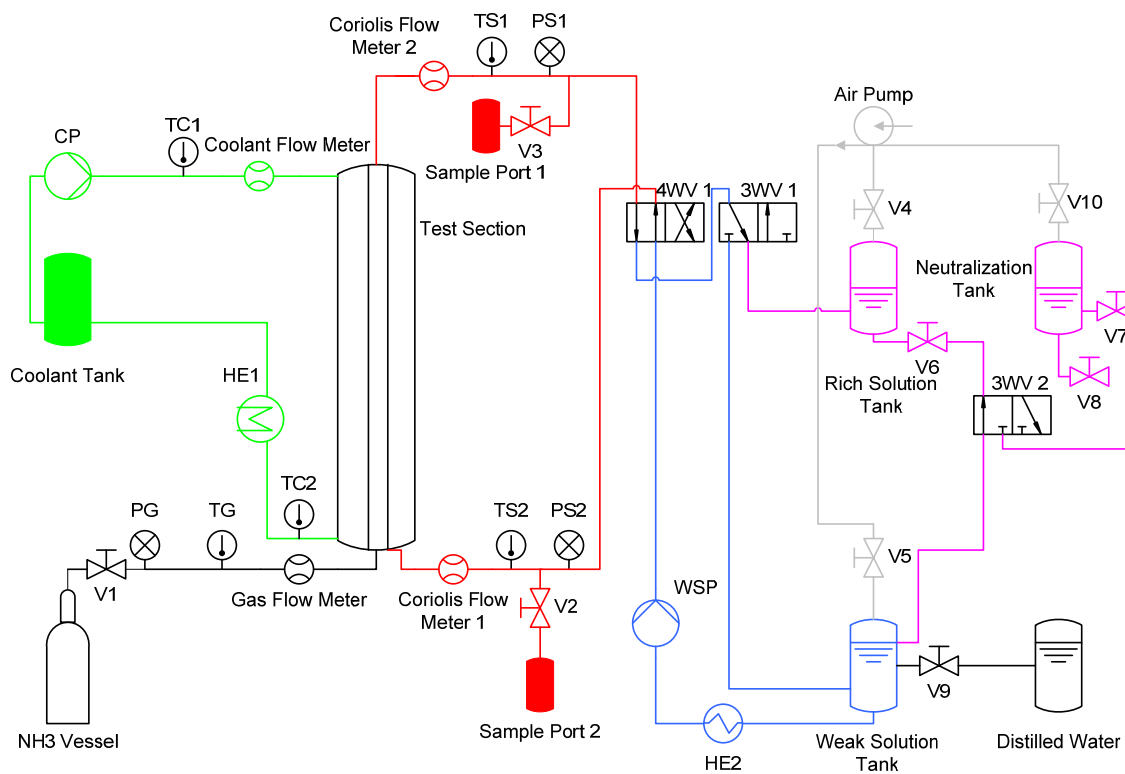 TS1
PS1
Coriolis Flow
Meter 2
Air Pump
CP
TC1
Coolant Flow Meter
V3
Sample Port 1
4WV 1
3WV 1
V4
V10
Test Section
Neutralization
Tank
V7
Coolant Tank
HE1
V6
Rich Solution
Tank
V8
3WV 2
PG
TG
TC2
TS2
PS2
V5
V1
Gas Flow Meter
Coriolis Flow
Meter 1
V2
WSP
V9
NH3 Vessel
Sample Port 2
HE2
Weak Solution
Tank
Distilled Water